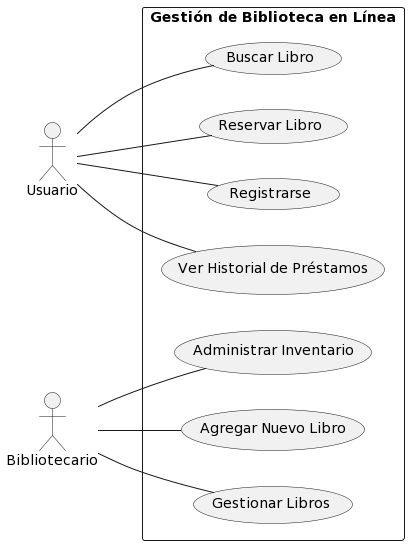 Gestión de Biblioteca en Línea
Buscar Libro
Reservar Libro
Usuario
Registrarse
Ver Historial de Préstamos
Administrar Inventario
Agregar Nuevo Libro
Bibliotecario
Gestionar Libros